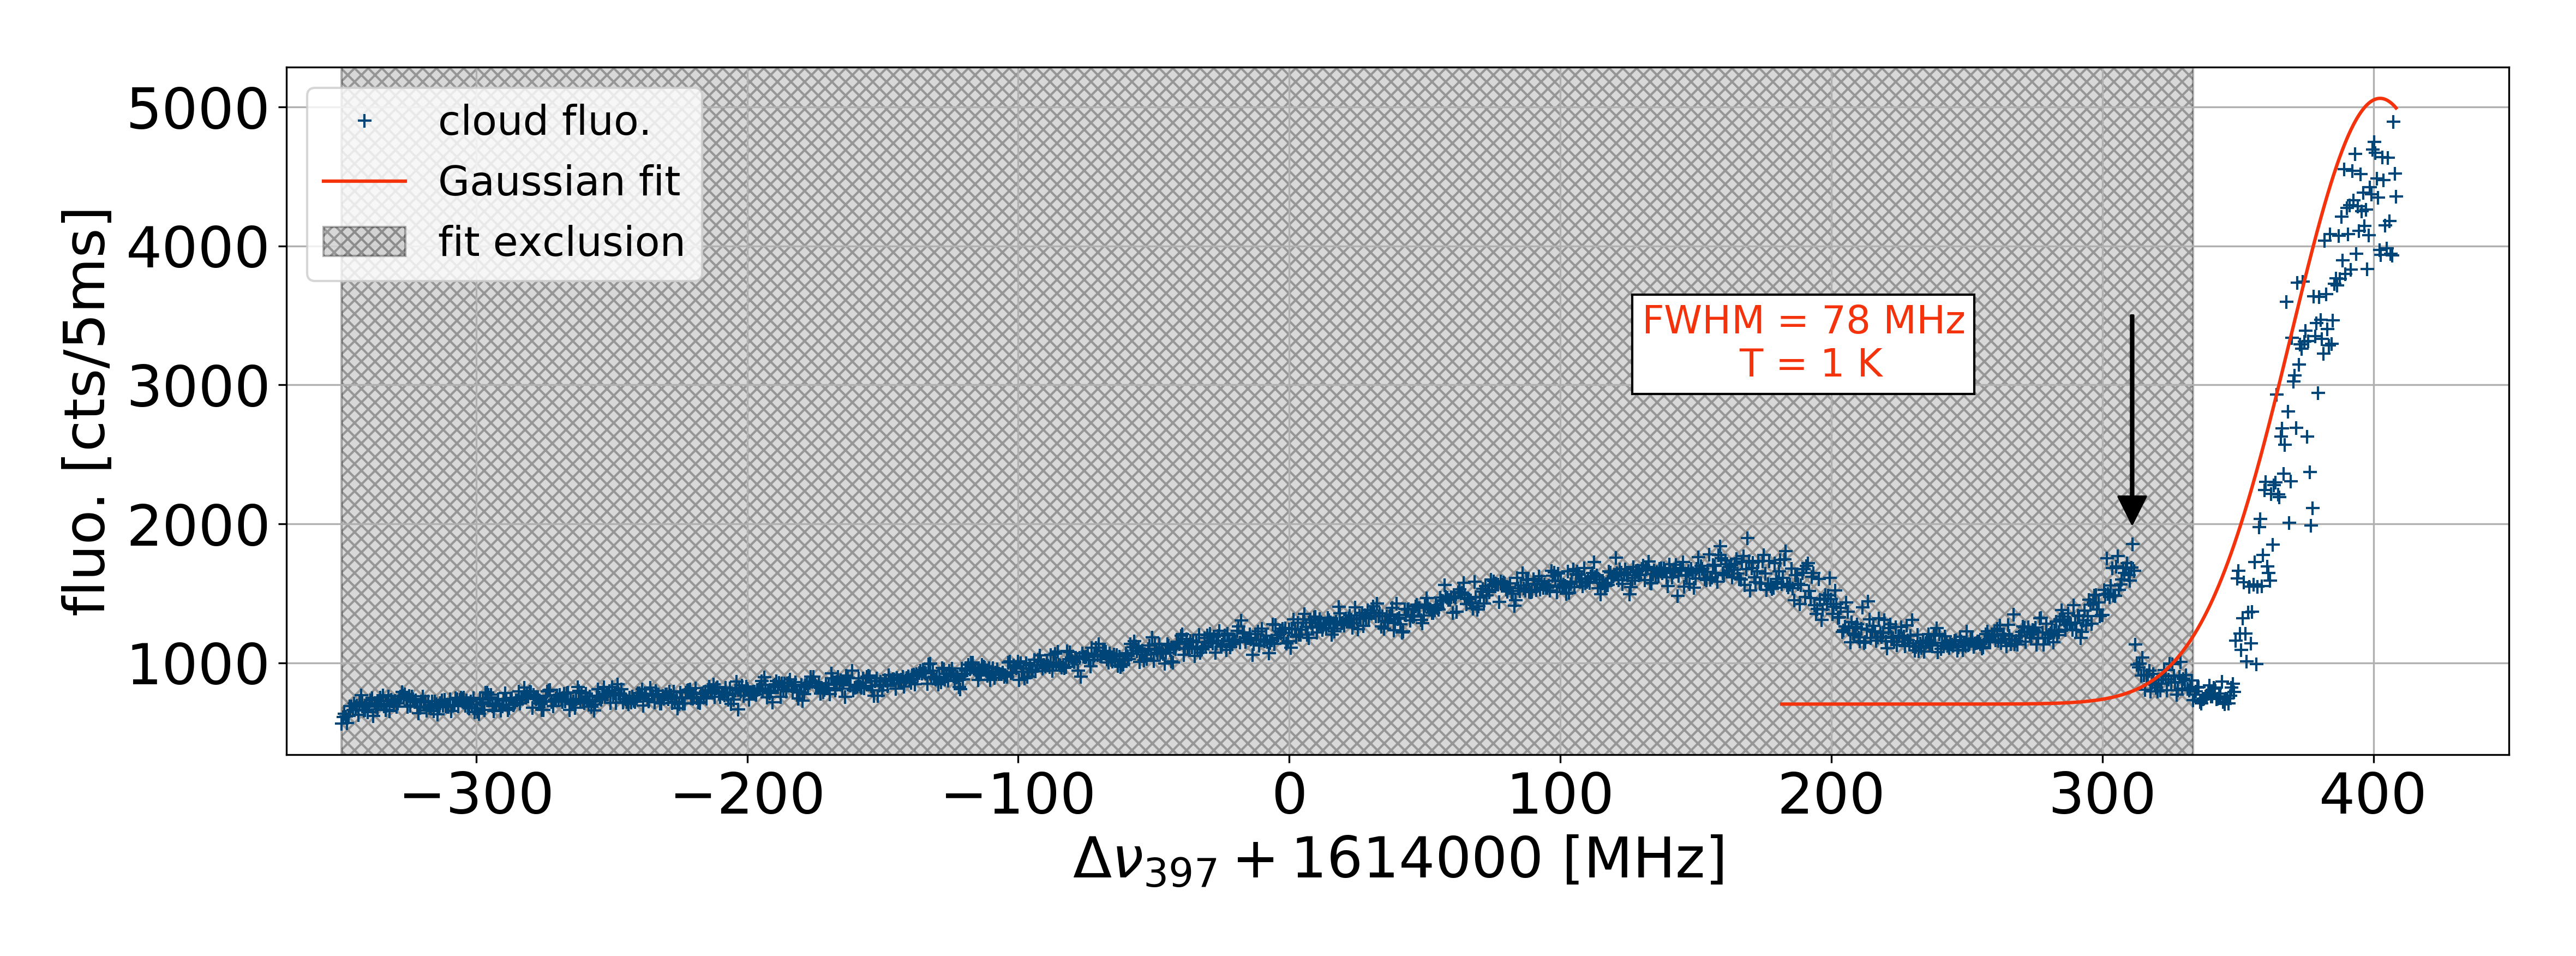 5000
4000
3000
2000
1000
fluo. [cts/5ms]
cloud fluo.
Gaussian fit
fit exclusion
FWHM = 78 MHz
T = 1 K
−300 −200 −100 0 100 200 300 400
Δν397 + 1614000 [MHz]